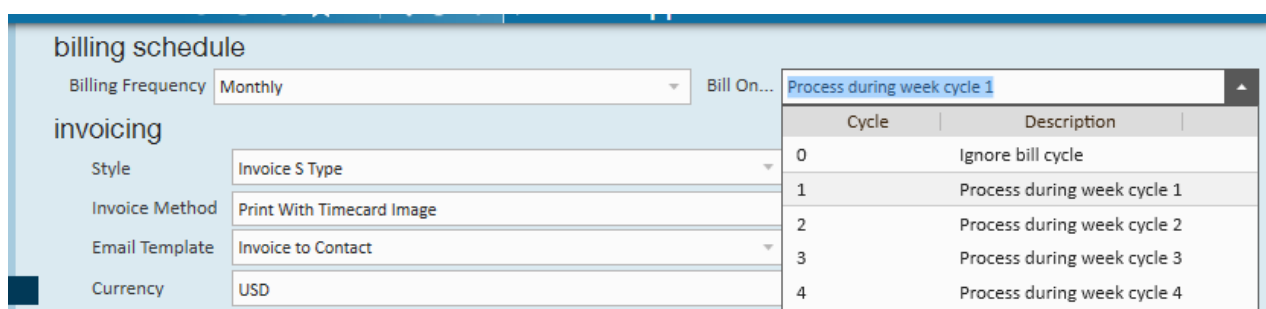 billing schedule
Billing Frequency Monthly Bill On... Process during week cycle 1
invoicing
Cycle Description
Style Invoice S Type
0 Ignore bill cycle
1 Process during week cycle 1
Invoice Method Print With Timecard Image
2 Process during week cycle 2
Email Template Invoice to Contact
3 Process during week cycle 3
Currency USD
4 Process during week cycle 4